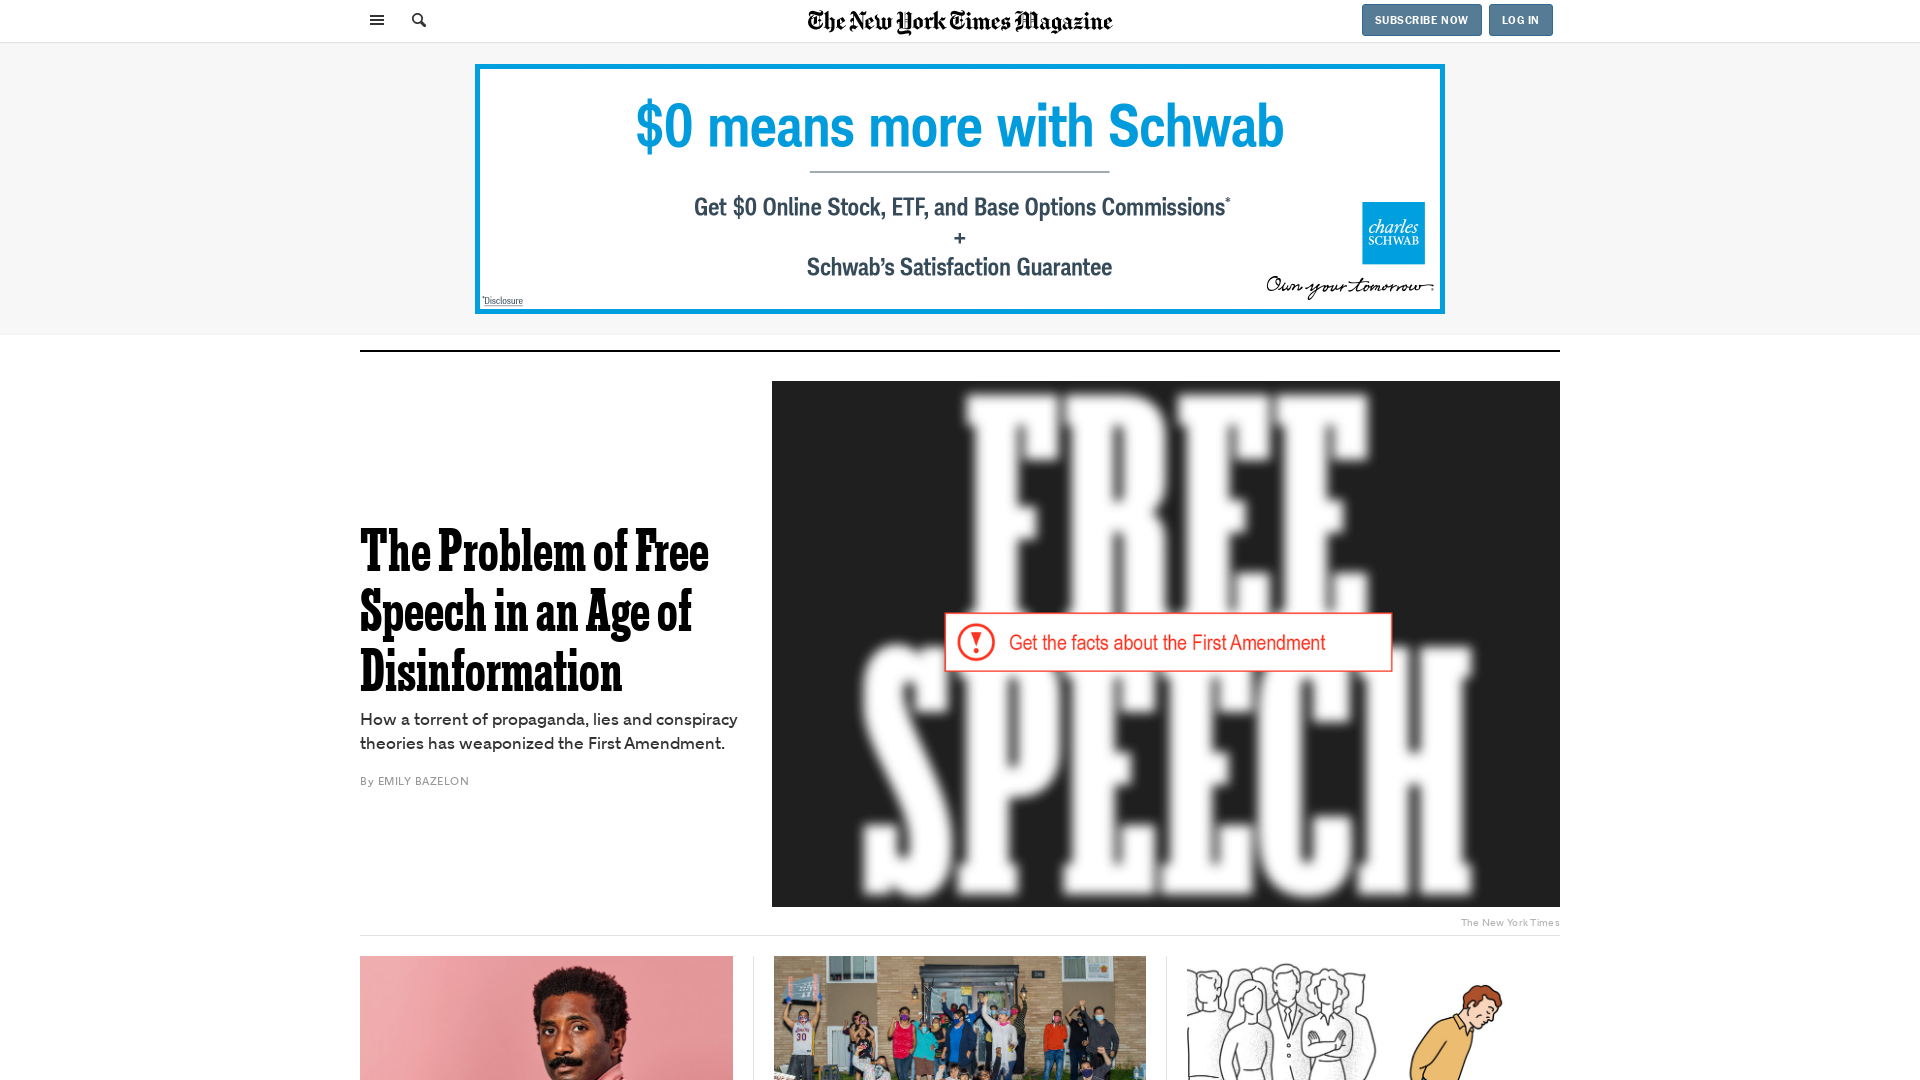 The New York Times Magazine
SUBSCRIBE NOW
LOG IN
$0 means more with Schwab
Get $0 Online Stock, ETF, and Base Options Commissions*
+
Schwab's Satisfaction Guarantee
charles
SCHWAB
Own your tomorrow.
*Disclosure
FREE
SPEECH
Get the facts about the First Amendment
The Problem of Free
Speech in an Age of
Disinformation
How a torrent of propaganda, lies and conspiracy
theories has weaponized the First Amendment.
By EMILY BAZELON
The New York Times
30